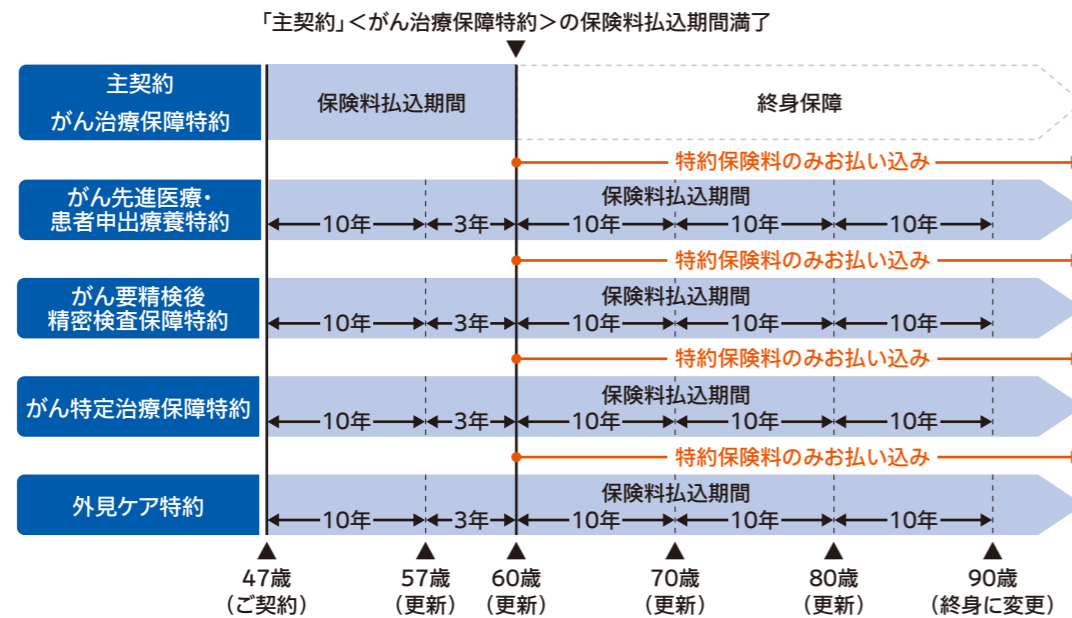 「主契約」＜がん治療保障特約＞の保険料払込期間満了
主契約
がん治療保障特約
保険料払込期間
終身保障
特約保険料のみお払い込み
がん先進医療・
患者申出療養特約
保険料払込期間
10年 3年 10年 10年 10年
特約保険料のみお払い込み
がん要精検後
精密検査保障特約
保険料払込期間
10年 3年 10年 10年 10年
特約保険料のみお払い込み
がん特定治療保障特約
保険料払込期間
10年 3年 10年 10年 10年
特約保険料のみお払い込み
外見ケア特約
保険料払込期間
10年 3年 10年 10年 10年
47歳 57歳 60歳 70歳 80歳 90歳
（ご契約） （更新） （更新） （更新） （更新） （終身に変更）